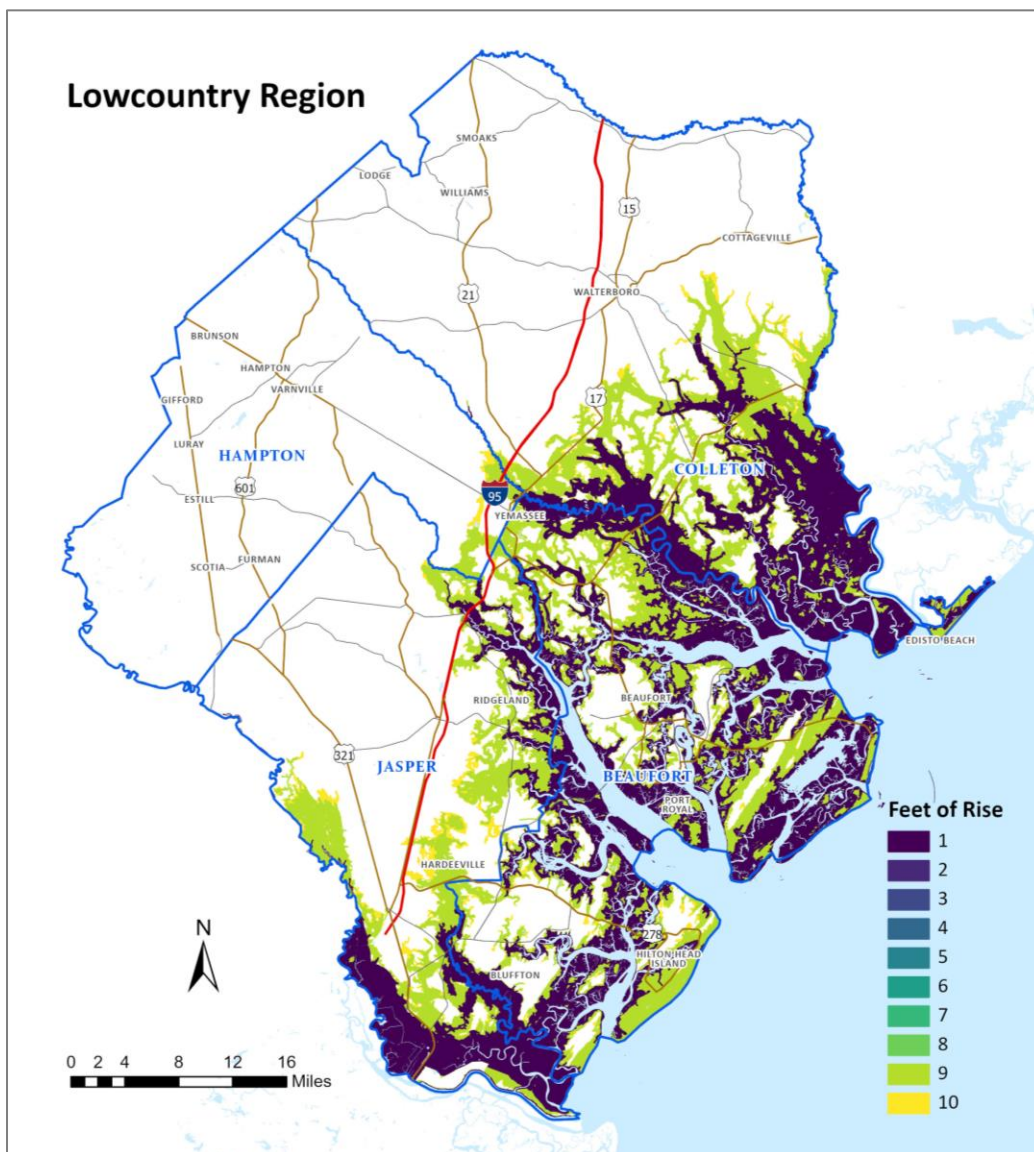 Lowcountry Region
SMOAKS
LODGE
WILLIAMS
15
COTTAGEVILLE
21
WALTERBORO
BRUNSON
HAMPTON
VARNVILLE
GIFFORD
17
LURAY
HAMPTON
COLLETON
601
95
ESTILL
YEMASSEE
FURMAN
SCOTIA
EDISTO BEACH
RIDGELAND
BEAUFORT
321
JASPER
BEAUFORT
PORT
ROYAL
Feet of Rise
1
2
3
4
5
6
7
8
9
10
HARDEEVILLE
N
278
HILTON HEAD
ISLAND
BLUFFTON
0 2 4 8 12 16
Miles